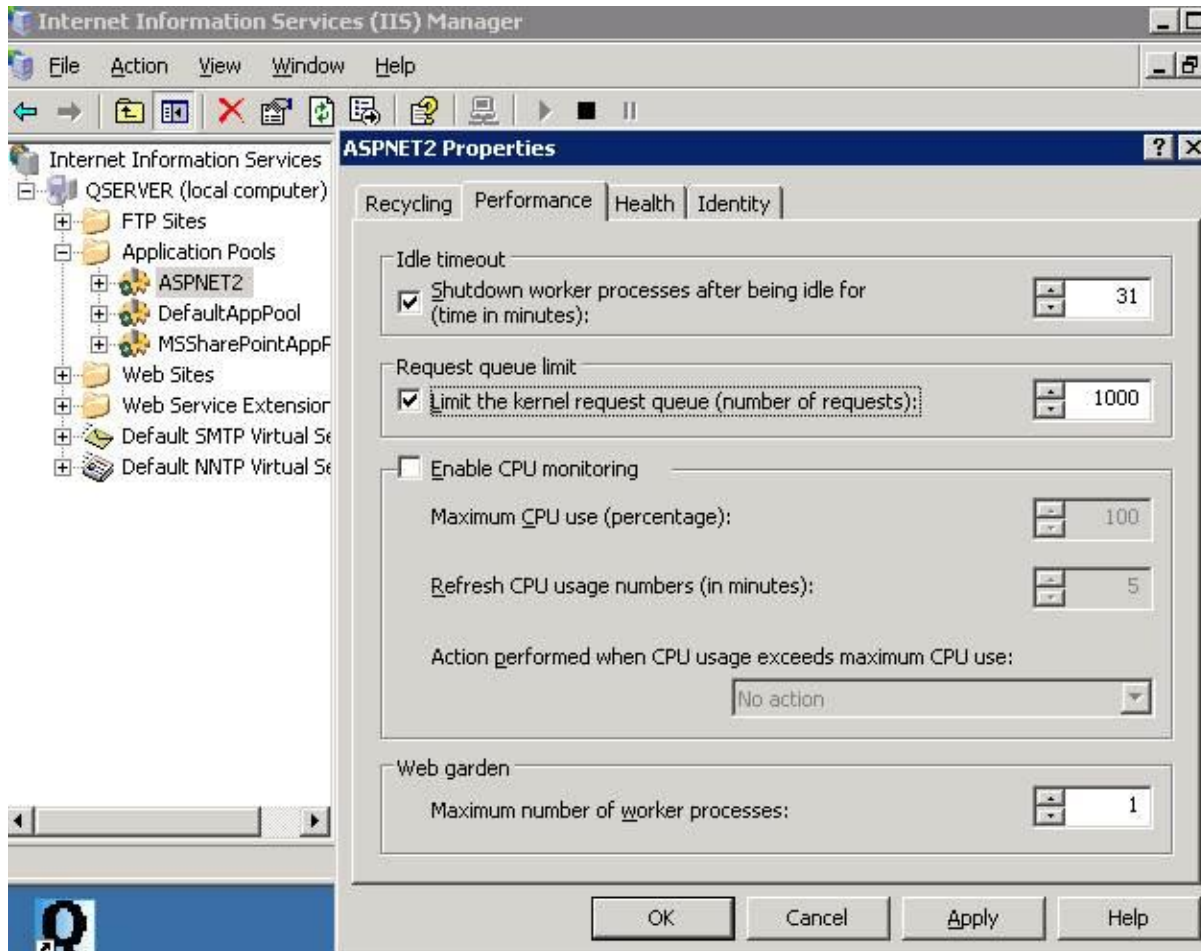 Internet Information Services (IIS) Manager
File Action View Window Help
Internet Information Services
QSERVER (local computer)
FTP Sites
Application Pools
ASPNET2
DefaultAppPool
MSSharePointAppP
Web Sites
Web Service Extension
Default SMTP Virtual Se
Default NNTP Virtual Se
ASPNET2 Properties
Recycling Performance Health Identity
Idle timeout
Shutdown worker processes after being idle for
(time in minutes):
31
Request queue limit
Limit the kernel request queue (number of requests):
1000
Enable CPU monitoring
Maximum CPU use (percentage):
100
Refresh CPU usage numbers (in minutes):
5
Action performed when CPU usage exceeds maximum CPU use:
No action
Web garden
Maximum number of worker processes:
1
OK Cancel Apply Help
Q